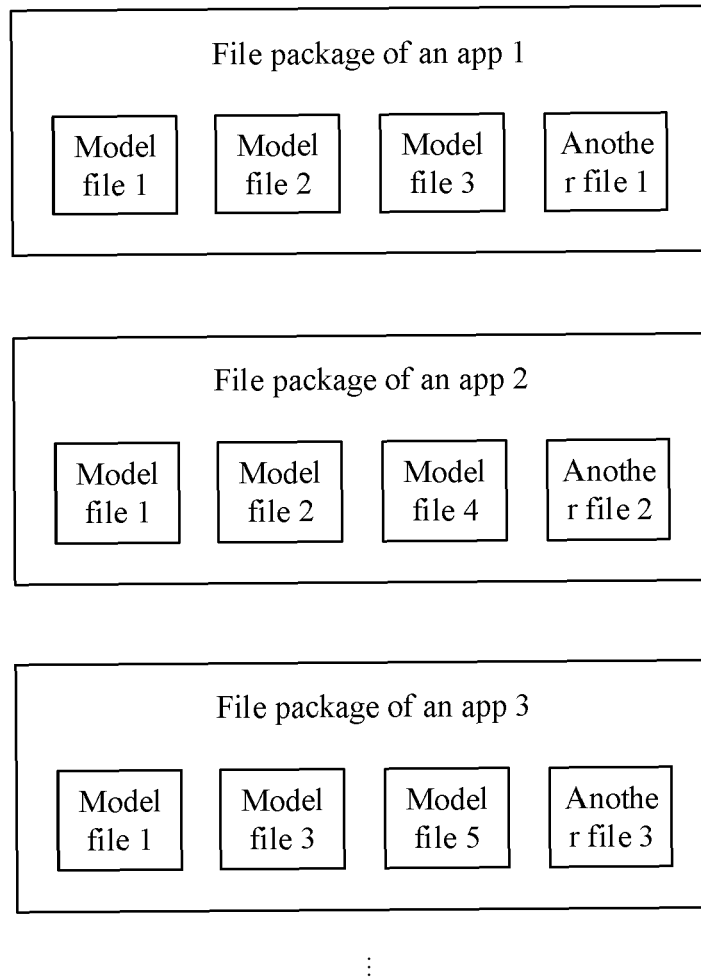 File package of an app 1
Model
file 1
Model
file 2
Model
file 3
Anothe
r file 1
File package of an app 2
Model
file 1
Model
file 2
Model
file 4
Anothe
r file 2
File package of an app 3
Model
file 1
Model
file 3
Model
file 5
Anothe
r file 3
⋮